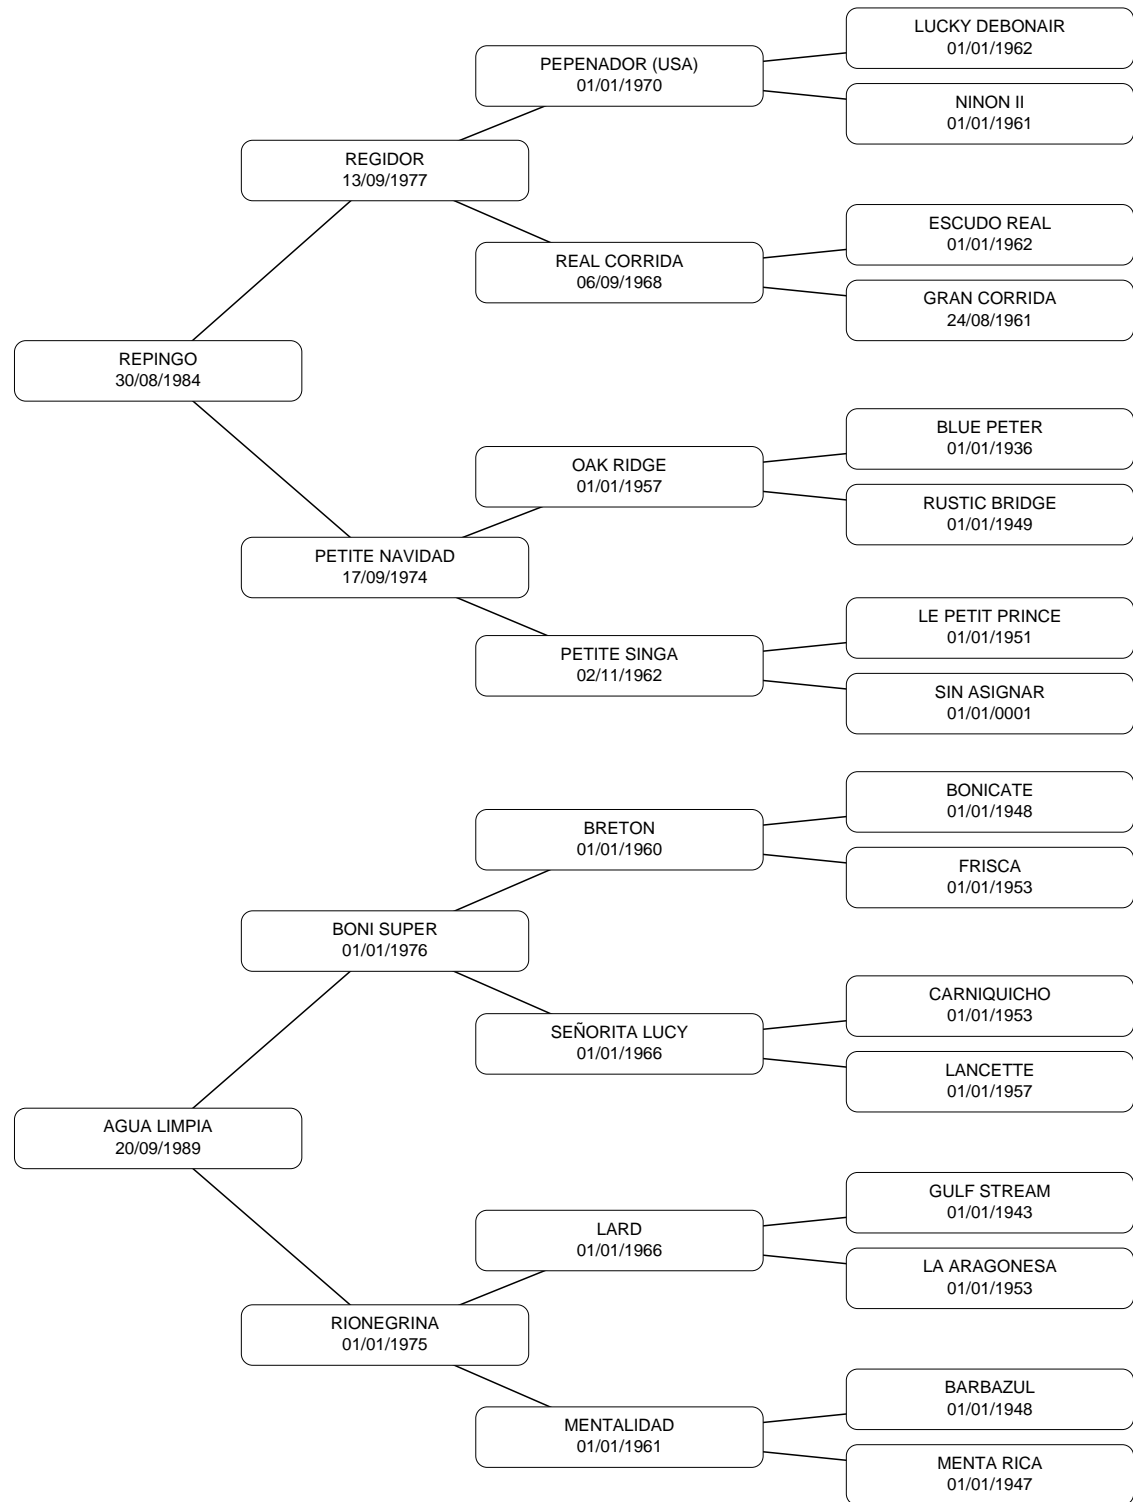 LUCKY DEBONAIR
01/01/1962
PEPENADOR (USA)
01/01/1970
NINON II
01/01/1961
REGIDOR
13/09/1977
ESCUDO REAL
01/01/1962
REAL CORRIDA
06/09/1968
GRAN CORRIDA
24/08/1961
REPINGO
30/08/1984
BLUE PETER
01/01/1936
OAK RIDGE
01/01/1957
RUSTIC BRIDGE
01/01/1949
PETITE NAVIDAD
17/09/1974
LE PETIT PRINCE
01/01/1951
PETITE SINGA
02/11/1962
SIN ASIGNAR
01/01/0001
BONICATE
01/01/1948
BRETON
01/01/1960
FRISCA
01/01/1953
BONI SUPER
01/01/1976
CARNIQUICHO
01/01/1953
SEÑORITA LUCY
01/01/1966
LANCETTE
01/01/1957
AGUA LIMPIA
20/09/1989
GULF STREAM
01/01/1943
LARD
01/01/1966
LA ARAGONESA
01/01/1953
RIONEGRINA
01/01/1975
BARBAZUL
01/01/1948
MENTALIDAD
01/01/1961
MENTA RICA
01/01/1947